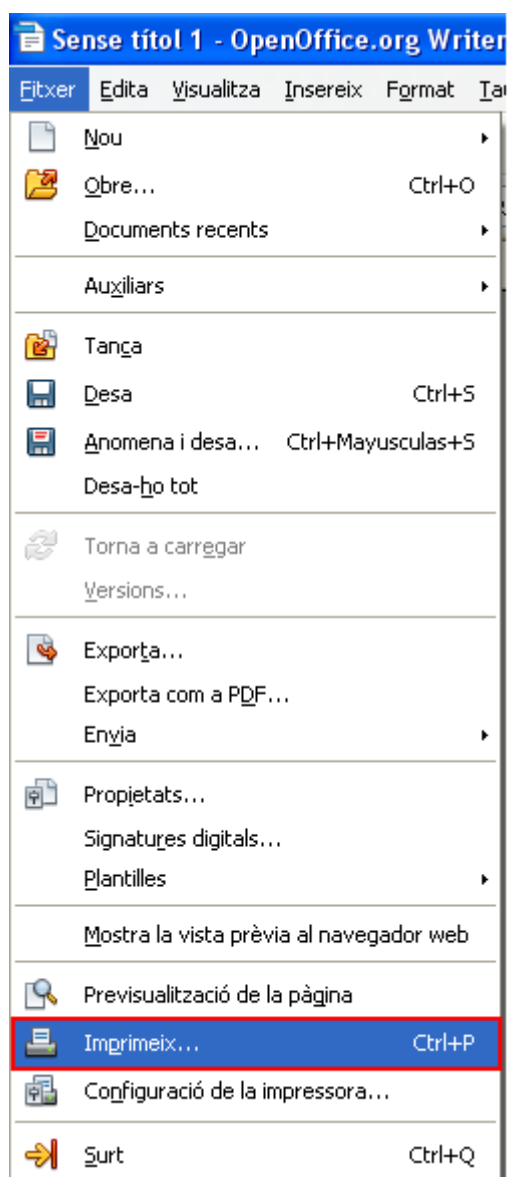 Sense títol 1 - OpenOffice.org Writer
Fitxer Edita Visualitza Insereix Format
Nou
Obre... Ctrl+O
Documents recents
Auxiliars
Tanca
Desa Ctrl+S
Anomena i desa... Ctrl+Mayusculas+S
Desa-ho tot
Torna a carregar
Versions...
Exporta...
Exporta com a PDF...
Envia
Propietats...
Signatures digitals...
Plantilles
Mostra la vista prèvia al navegador web
Previsualització de la pàgina
Imprimeix... Ctrl+P
Configuració de la impressora...
Surt Ctrl+Q